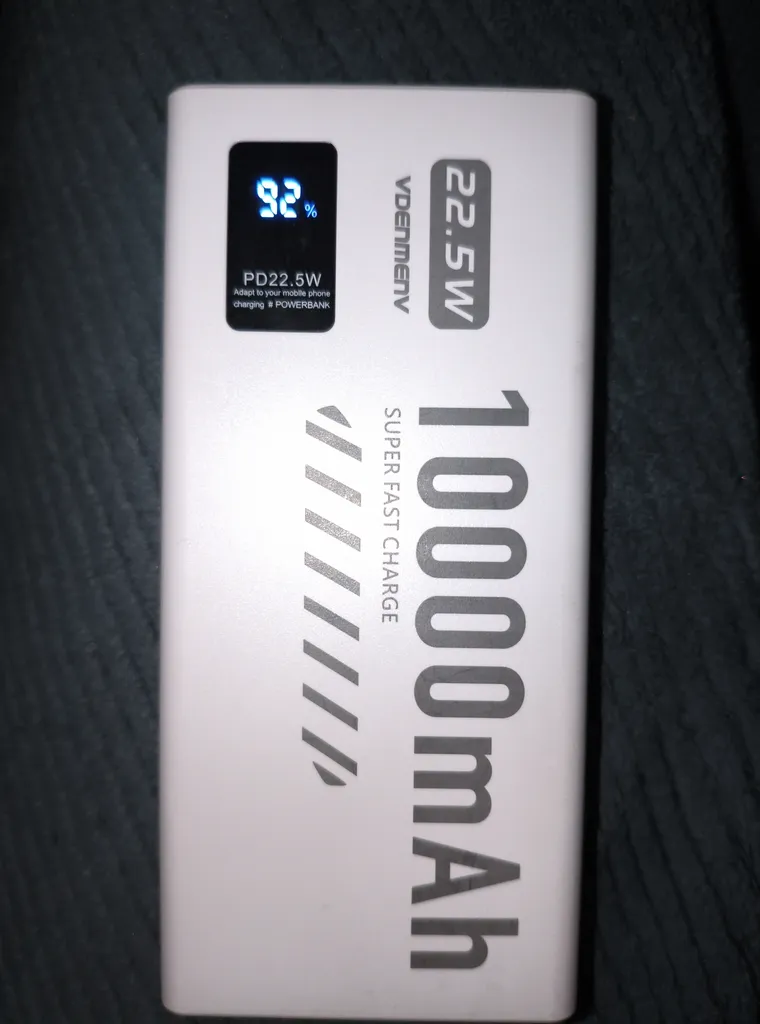 92%
PD22.5W
Adapt to your mobile phone
charging # POWERBANK
22.5W
VDENMENV
10000mAh
SUPER FAST CHARGE